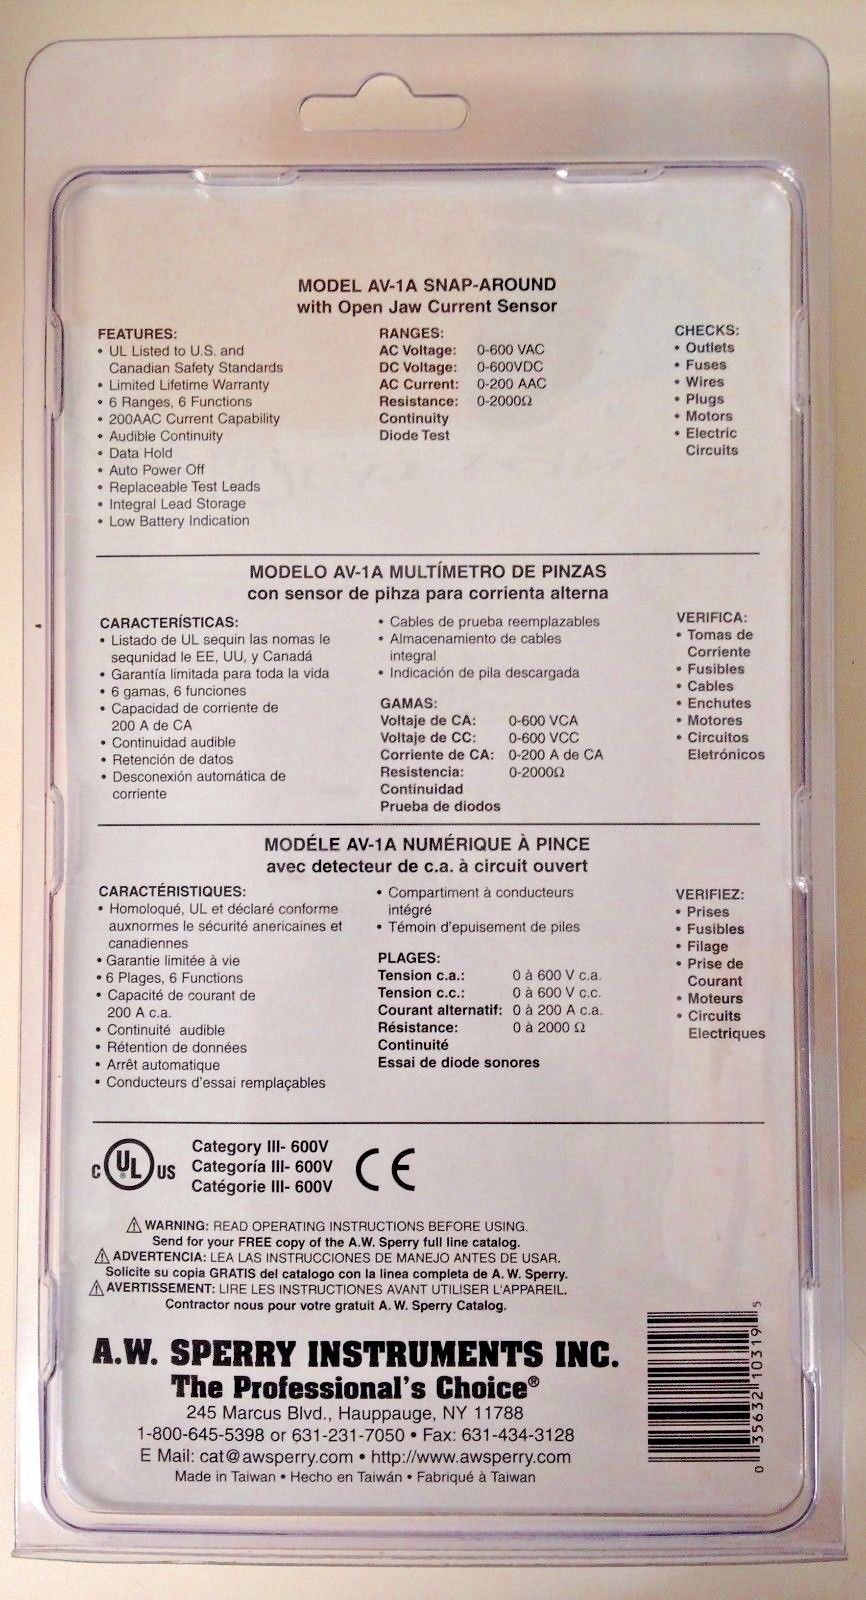 MODEL AV-1A SNAP-AROUND
with Open Jaw Current Sensor
FEATURES:
• UL Listed to U.S. and
Canadian Safety Standards
• Limited Lifetime Warranty
• 6 Ranges, 6 Functions
• 200AAC Current Capability
• Audible Continuity
• Data Hold
• Auto Power Off
• Replaceable Test Leads
• Integral Lead Storage
• Low Battery Indication
RANGES:
AC Voltage: 0-600 VAC
DC Voltage: 0-600VDC
AC Current: 0-200 AAC
Resistance: 0-2000Ω
Continuity
Diode Test
CHECKS:
• Outlets
• Fuses
• Wires
• Plugs
• Motors
• Electric
Circuits
MODELO AV-1A MULTÍMETRO DE PINZAS
con sensor de pihza para corrienta alterna
CARACTERÍSTICAS:
• Listado de UL sequin las nomas le
sequnidad le EE, UU, y Canadá
• Garantía limitada para toda la vida
• 6 gamas, 6 funciones
• Capacidad de corriente de
200 A de CA
• Continuidad audible
• Retención de datos
• Desconexión automática de
corriente
• Cables de prueba reemplazables
• Almacenamiento de cables
integral
• Indicación de pila descargada
GAMAS:
Voltaje de CA: 0-600 VCA
Voltaje de CC: 0-600 VCC
Corriente de CA: 0-200 A de CA
Resistencia: 0-2000Ω
Continuidad
Prueba de diodos
VERIFICA:
• Tomas de
Corriente
• Fusibles
• Cables
• Enchutes
• Motores
• Circuitos
Eletrónicos
MODÉLE AV-1A NUMÉRIQUE À PINCE
avec detecteur de c.a. à circuit ouvert
CARACTÉRISTIQUES:
• Homoloqué, UL et déclaré conforme
auxnormes le sécurité anericaines et
canadiennes
• Garantie limitée à vie
• 6 Plages, 6 Functions
• Capacité de courant de
200 A c.a.
• Continuité audible
• Rétention de données
• Arrêt automatique
• Conducteurs d'essai remplaçables
• Compartiment à conducteurs
intégré
• Témoin d'epuisement de piles
PLAGES:
Tension c.a.: 0 à 600 V c.a.
Tension c.c.: 0 à 600 V c.c.
Courant alternatif: 0 à 200 A c.a.
Résistance: 0 à 2000 Ω
Continuité
Essai de diode sonores
VERIFIEZ:
• Prises
• Fusibles
• Filage
• Prise de
Courant
• Moteurs
• Circuits
Electriques
C UL US
®
Category III- 600V
Categoría III- 600V
Catégorie III- 600V
CE
⚠ WARNING: READ OPERATING INSTRUCTIONS BEFORE USING.
Send for your FREE copy of the A.W. Sperry full line catalog.
⚠ ADVERTENCIA: LEA LAS INSTRUCCIONES DE MANEJO ANTES DE USAR.
Solicite su copia GRATIS del catalogo con la linea completa de A. W. Sperry.
⚠ AVERTISSEMENT: LIRE LES INSTRUCTIONES AVANT UTILISER L'APPAREIL.
Contractor nous pour votre gratuit A. W. Sperry Catalog.
A.W. SPERRY INSTRUMENTS INC.
The Professional's Choice®
245 Marcus Blvd., Hauppauge, NY 11788
1-800-645-5398 or 631-231-7050 • Fax: 631-434-3128
E Mail: cat@awsperry.com • http://www.awsperry.com
Made in Taiwan • Hecho en Taiwán • Fabriqué à Taiwan
0 35632 10319 5